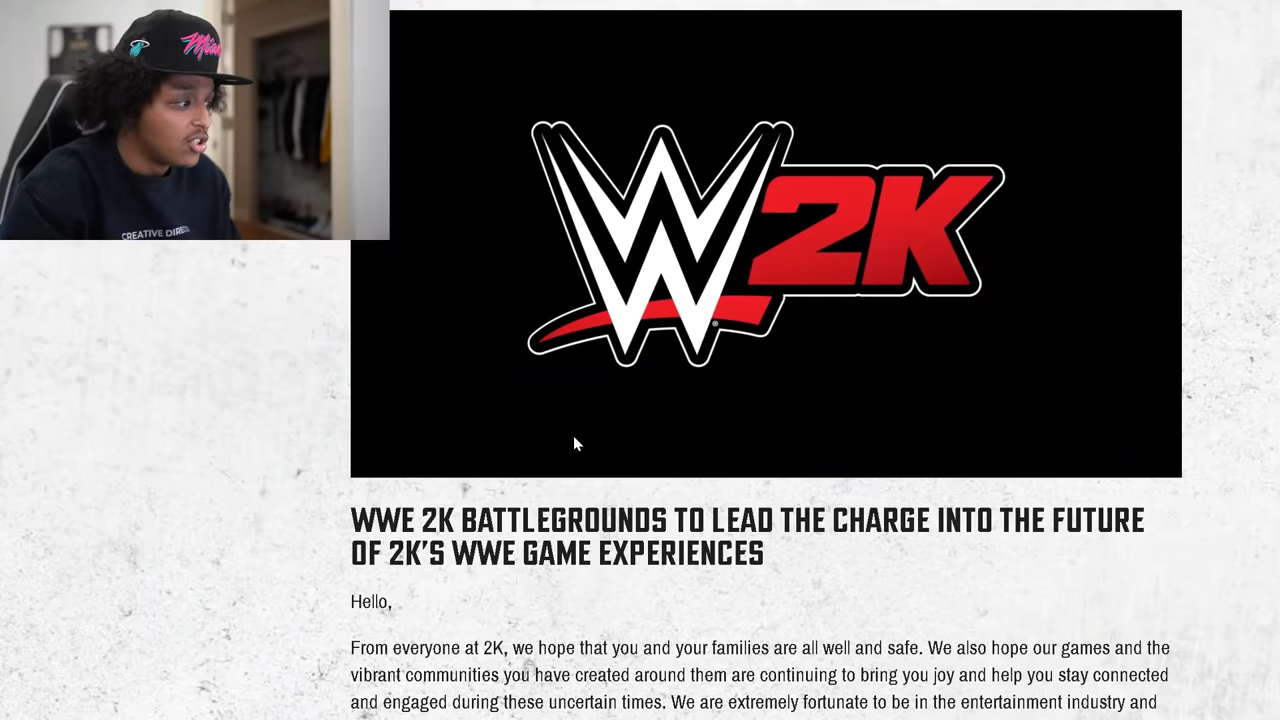 Miami
CREATIVE DIRE
W2K
WWE 2K BATTLEGROUNDS TO LEAD THE CHARGE INTO THE FUTURE
OF 2K'S WWE GAME EXPERIENCES
Hello,
From everyone at 2K, we hope that you and your families are all well and safe. We also hope our games and the
vibrant communities you have created around them are continuing to bring you joy and help you stay connected
and engaged during these uncertain times. We are extremely fortunate to be in the entertainment industry and